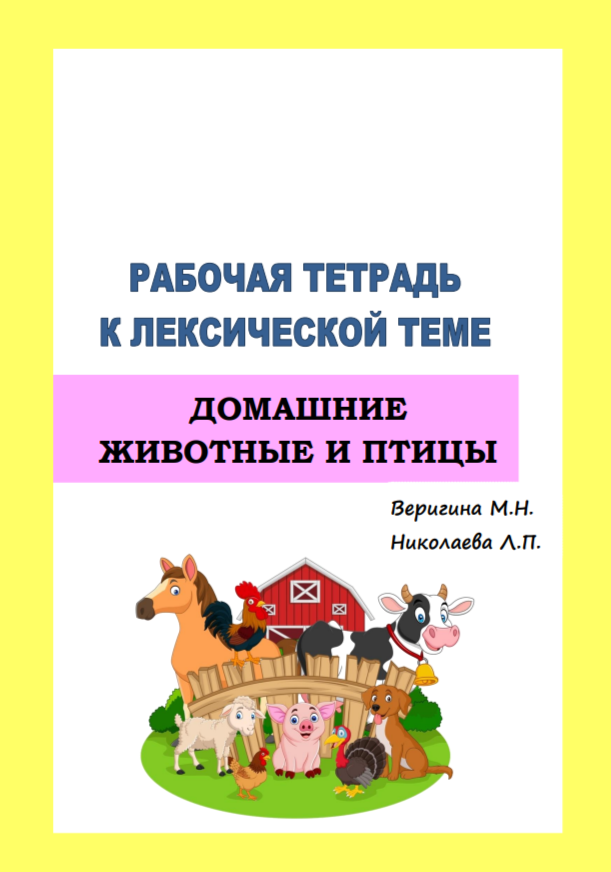 РАБОЧАЯ ТЕТРАДЬ
К ЛЕКСИЧЕСКОЙ ТЕМЕ
ДОМАШНИЕ
ЖИВОТНЫЕ И ПТИЦЫ
Веригина М.Н.
Николаева Л.П.